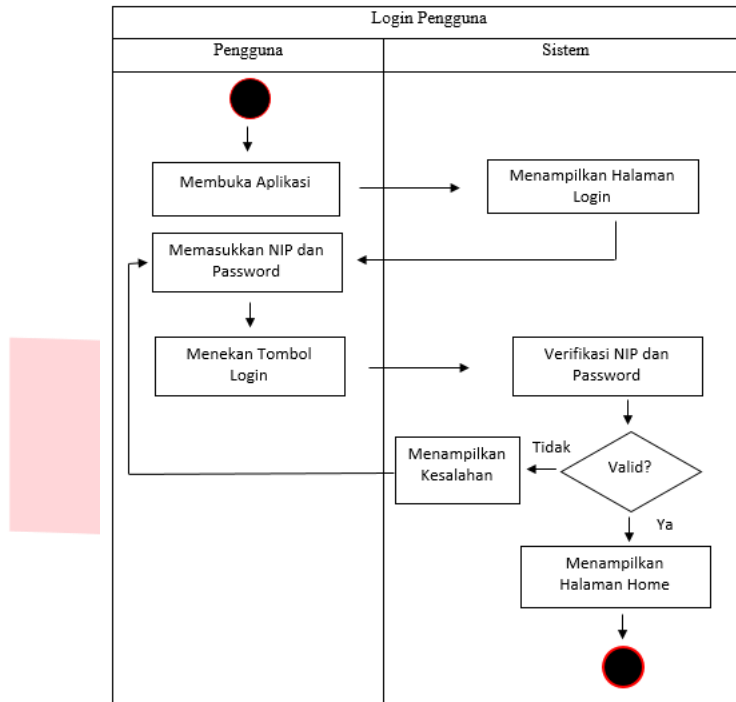 Login Pengguna
Pengguna
Sistem
Membuka Aplikasi
Menampilkan Halaman
Login
Memasukkan NIP dan
Password
Menekan Tombol
Login
Verifikasi NIP dan
Password
Valid?
Tidak
Menampilkan
Kesalahan
Ya
Menampilkan
Halaman Home